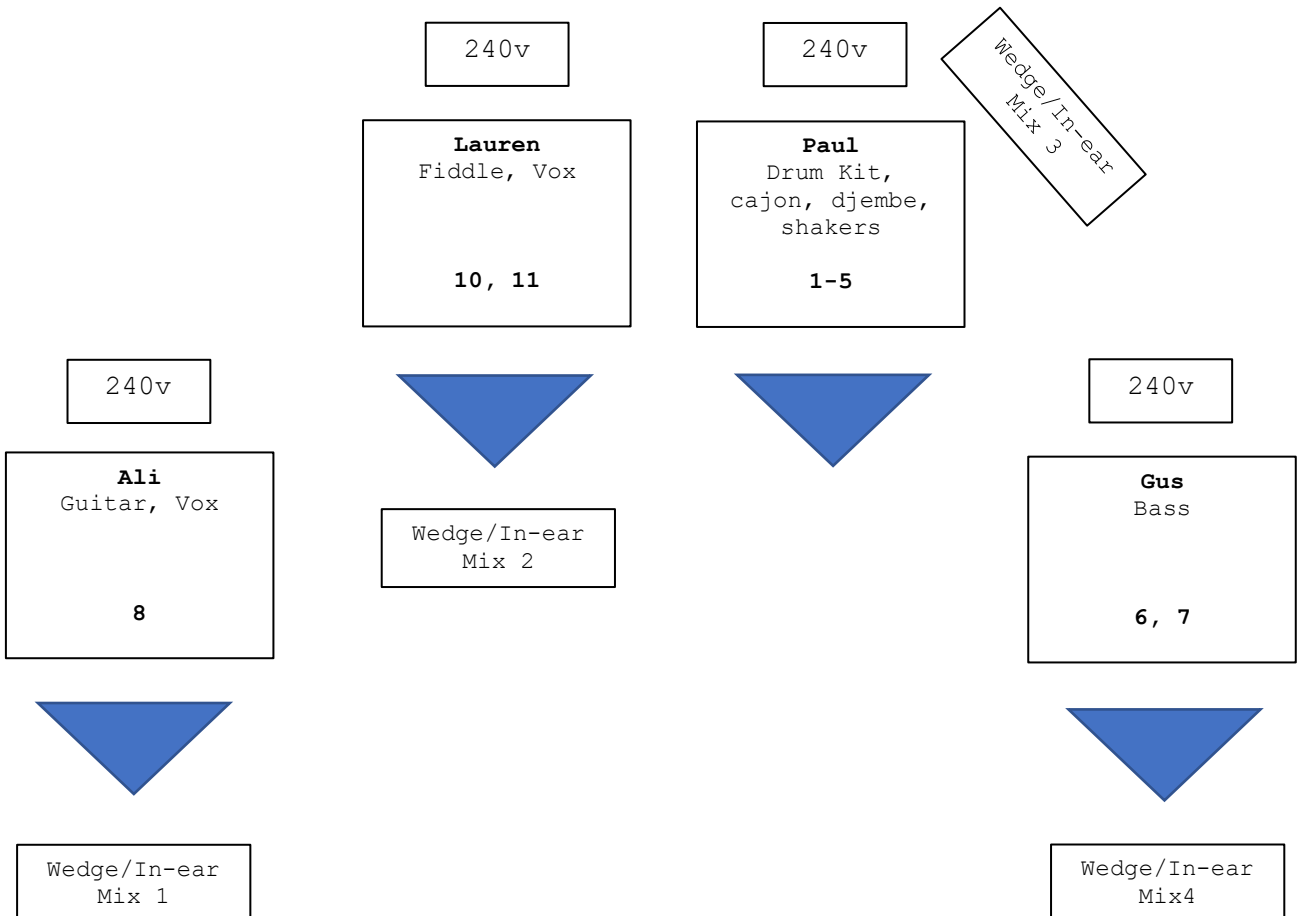 240v
240v
Wedge/In-ear
Mix 3
Lauren
Fiddle, Vox
10, 11
Paul
Drum Kit,
cajon, djembe,
shakers
1-5
240v
240v
Ali
Guitar, Vox
8
Wedge/In-ear
Mix 2
Gus
Bass
6, 7
Wedge/In-ear
Mix 1
Wedge/In-ear
Mix4